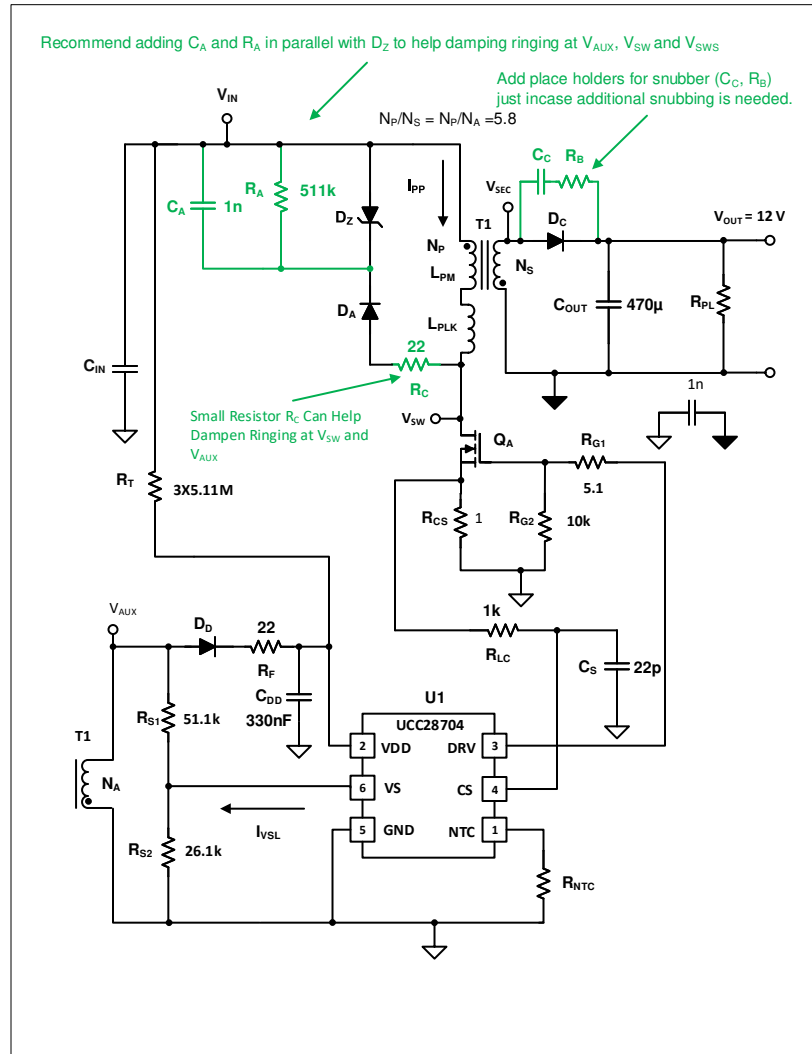 Recommend adding CA and RA in parallel with DZ to help damping ringing at VAUX, VSW and VSWS
Add place holders for snubber (CC, RB)
just incase additional snubbing is needed.
VIN
NP/NS = NP/NA =5.8
CC
RB
IPP
VSEC
RA
511k
CA
1n
DZ
T1
DC
VOUT = 12 V
NP
LPM
NS
DA
LPLK
COUT
470µ
RPL
CIN
22
RC
1n
Small Resistor RC Can Help
Dampen Ringing at VSW and
VAUX
VSW
QA
RG1
5.1
RT
3X5.11M
RCS
1
RG2
10k
VAUX
DD
22
RF
1k
RLC
CS
22p
CDD
330nF
RS1
51.1k
U1
UCC28704
T1
NA
2
VDD
DRV
3
6
VS
CS
4
IVSL
5
GND
NTC
1
RS2
26.1k
RNTC